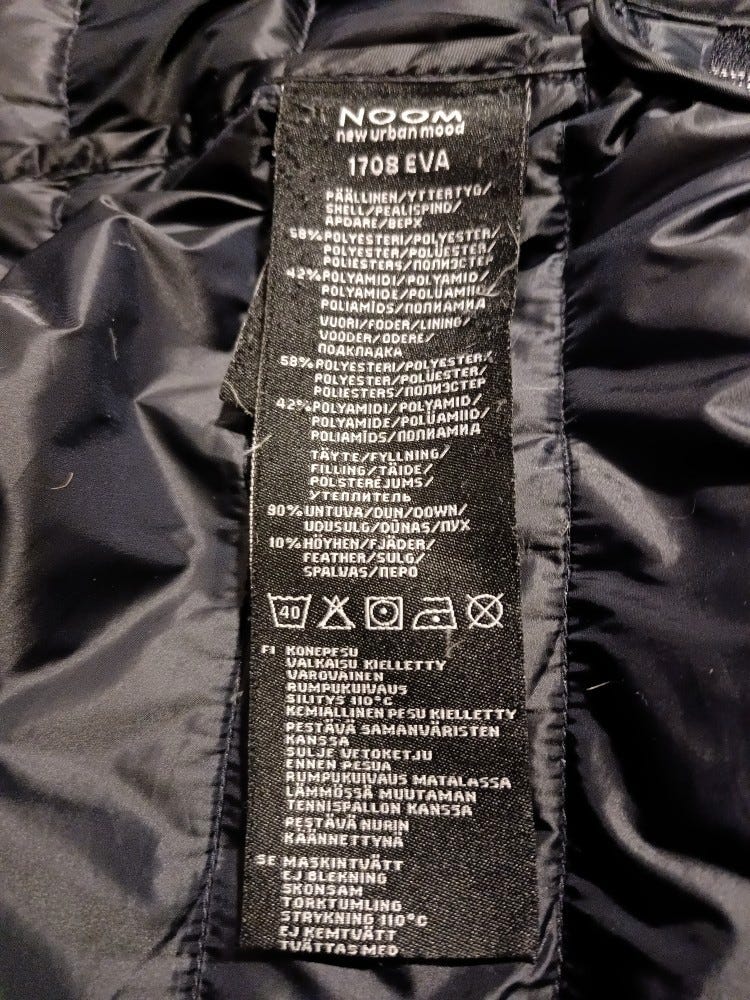 NOOM
new urban mood
1708 EVA
PÄÄLLINEN/YTTERTYG/
SHELL/PEALISPIND/
APDARE/ВЕРХ
58% POLYESTERI/POLYESTER/
POLYESTER/POLÜESTER/
POLIESTERS/ПОЛИЭСТЕР
42% POLYAMIDI/POLYAMID/
POLYAMIDE/POLÜAMIID/
POLIAMĪDS/ПОЛИАМИД
VUORI/FODER/LINING/
VOODER/ODERE/
ПОДКЛАДКА
58% POLYESTERI/POLYESTER/
POLYESTER/POLÜESTER/
POLIESTERS/ПОЛИЭСТЕР
42% POLYAMIDI/POLYAMID/
POLYAMIDE/POLÜAMIID/
POLIAMĪDS/ПОЛИАМИД
TÄYTE/FYLLNING/
FILLING/TÄIDE/
POLSTERĒJUMS/
УТЕПЛИТЕЛЬ
90% UNTUVA/DUN/DOWN/
UDUSULG/DŪNAS/ПУХ
10% HÖYHEN/FJÄDER/
FEATHER/SULG/
SPALVAS/ПЕРО
40
FI KONEPESU
VALKAISU KIELLETTY
VAROVAINEN
RUMPUKUIVAUS
SILITYS 110°C
KEMIALLINEN PESU KIELLETTY
PESTÄVÄ SAMANVÄRISTEN
KANSSA
SULJE VETOKETJU
ENNEN PESUA
RUMPUKUIVAUS MATALASSA
LÄMMÖSSÄ MUUTAMAN
TENNISPALLON KANSSA
PESTÄVÄ NURIN
KÄÄNNETTYNÄ
SE MASKINTVÄTT
EJ BLEKNING
SKONSAM
TORKTUMLING
STRYKNING 110°C
EJ KEMTVÄTT
TVÄTTAS MED